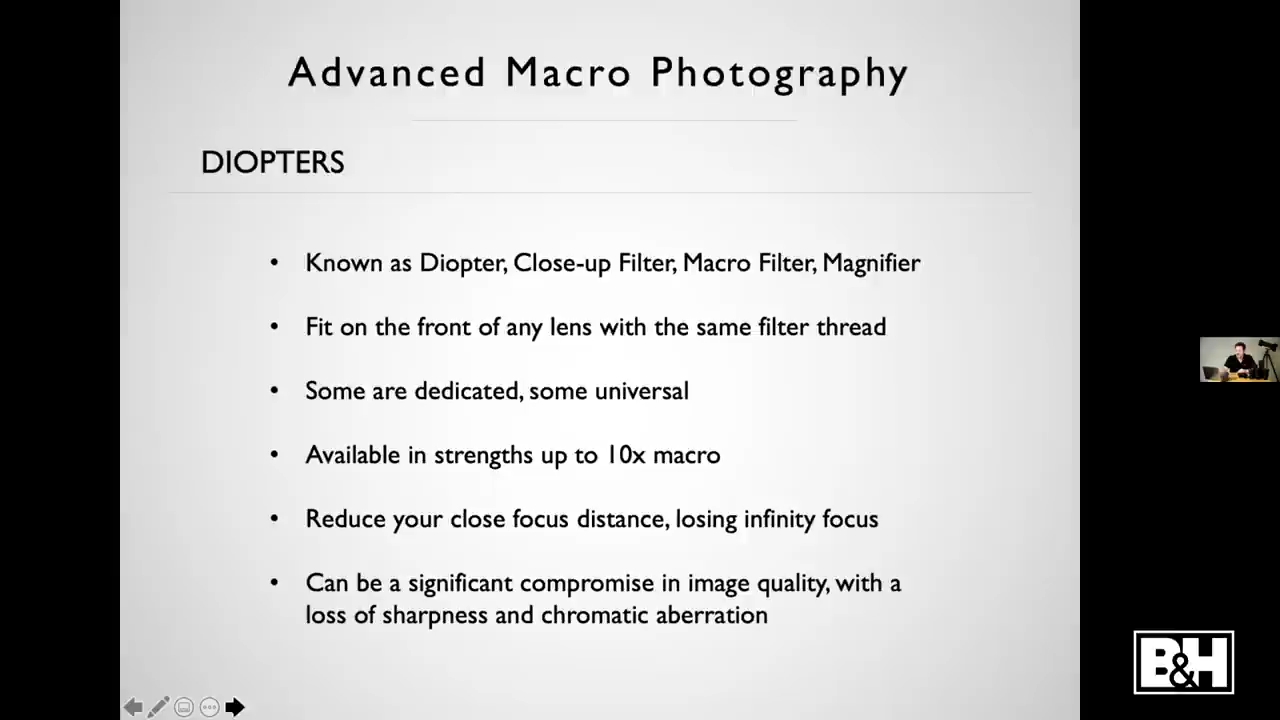 Advanced Macro Photography
DIOPTERS
• Known as Diopter, Close-up Filter, Macro Filter, Magnifier
• Fit on the front of any lens with the same filter thread
• Some are dedicated, some universal
• Available in strengths up to 10x macro
• Reduce your close focus distance, losing infinity focus
• Can be a significant compromise in image quality, with a
loss of sharpness and chromatic aberration
B&H